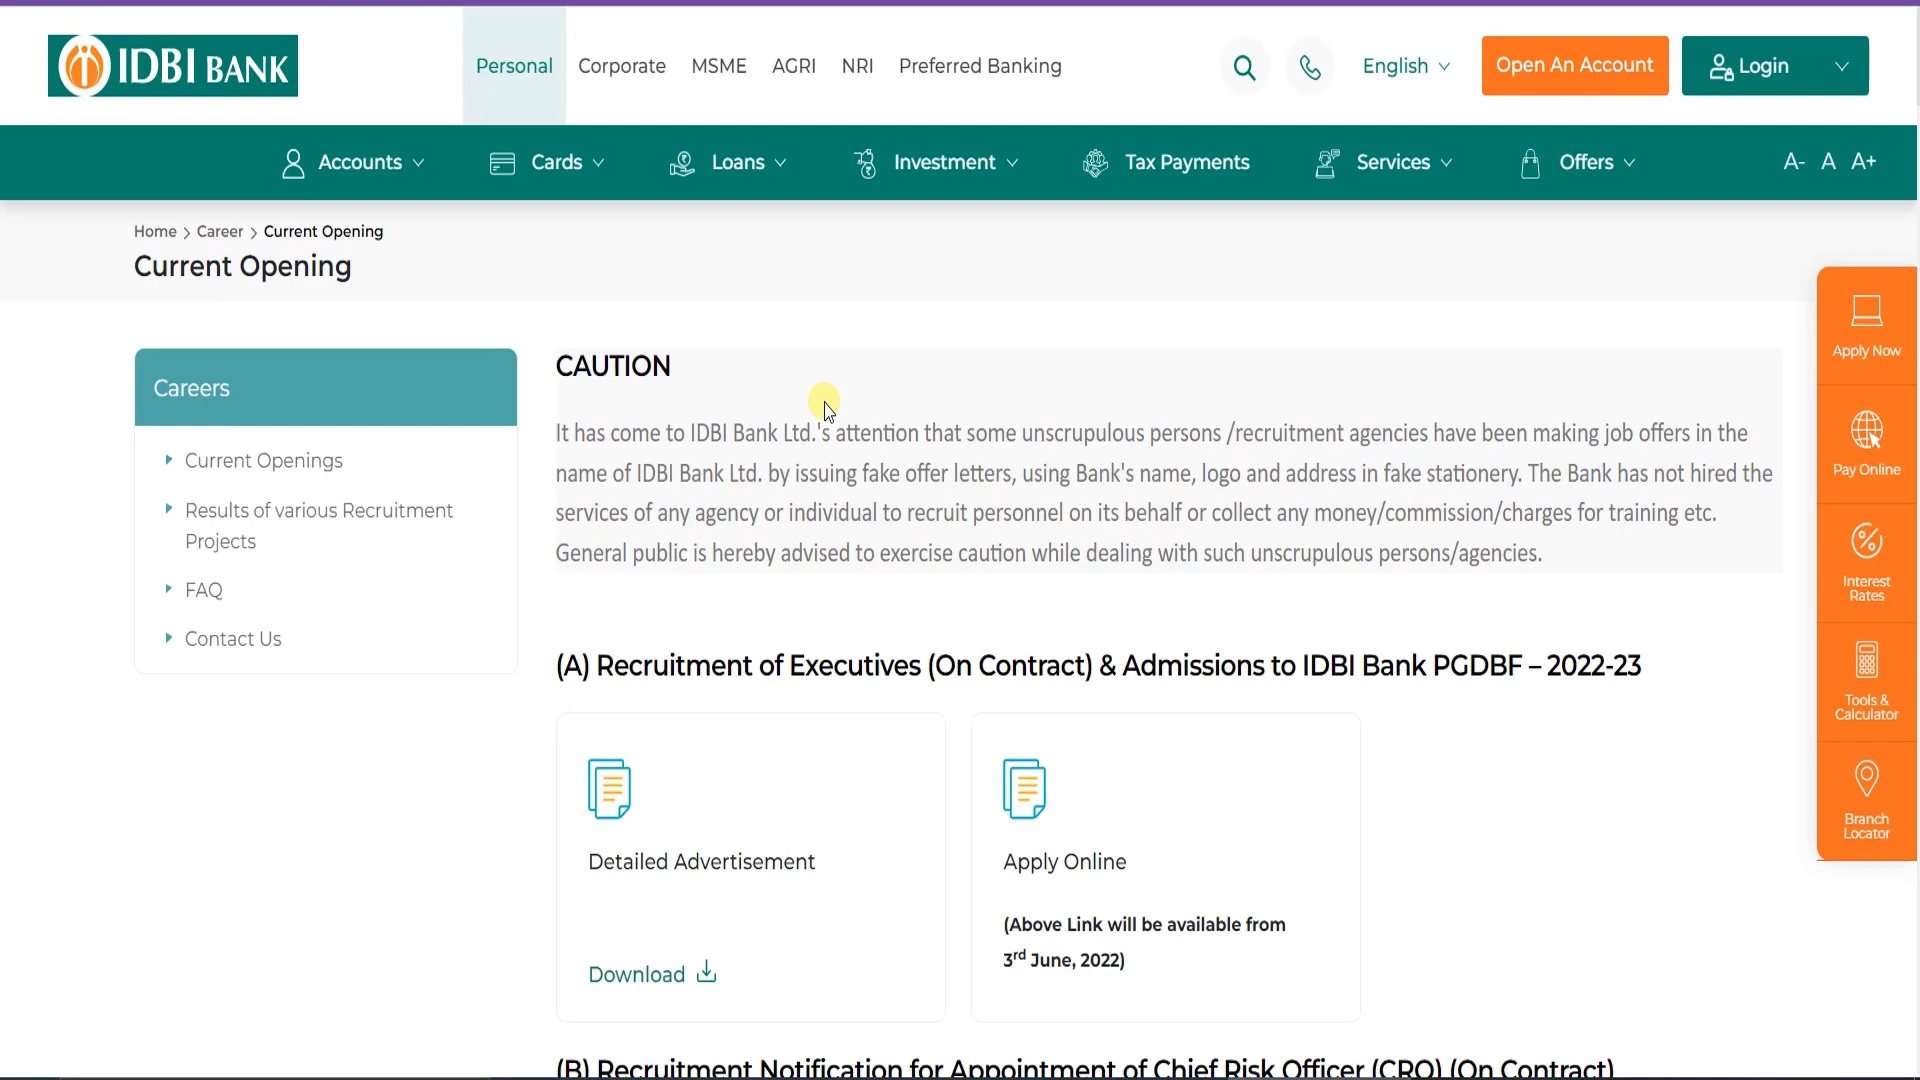 IDBI BANK
Personal Corporate MSME AGRI NRI Preferred Banking English Open An Account Login
Accounts Cards Loans Investment Tax Payments Services Offers A- A A+
Home > Career > Current Opening
Current Opening
Careers
Current Openings
Results of various Recruitment
Projects
FAQ
Contact Us
CAUTION
It has come to IDBI Bank Ltd.'s attention that some unscrupulous persons /recruitment agencies have been making job offers in the
name of IDBI Bank Ltd. by issuing fake offer letters, using Bank's name, logo and address in fake stationery. The Bank has not hired the
services of any agency or individual to recruit personnel on its behalf or collect any money/commission/charges for training etc.
General public is hereby advised to exercise caution while dealing with such unscrupulous persons/agencies.
(A) Recruitment of Executives (On Contract) & Admissions to IDBI Bank PGDBF – 2022-23
Detailed Advertisement
Download
Apply Online
(Above Link will be available from
3rd June, 2022)
(B) Recruitment Notification for Appointment of Chief Risk Officer (CRO) (On Contract)
Apply Now
Pay Online
Interest
Rates
Tools &
Calculator
Branch
Locator